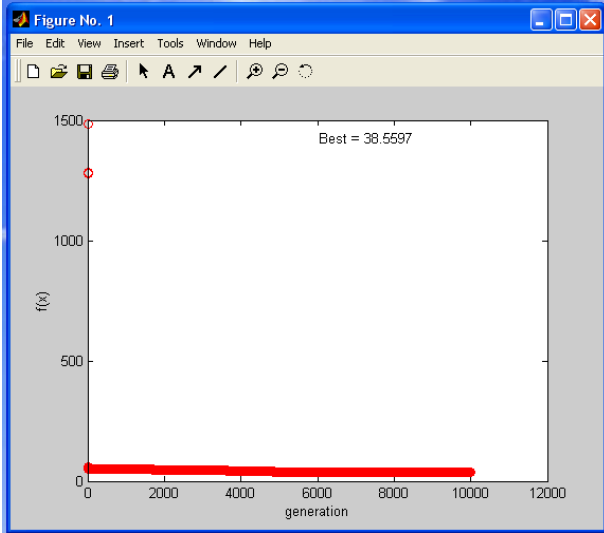 Figure No. 1
File Edit View Insert Tools Window Help
A
Best = 38.5597
1500
1000
500
0
f(x)
0 2000 4000 6000 8000 10000 12000
generation